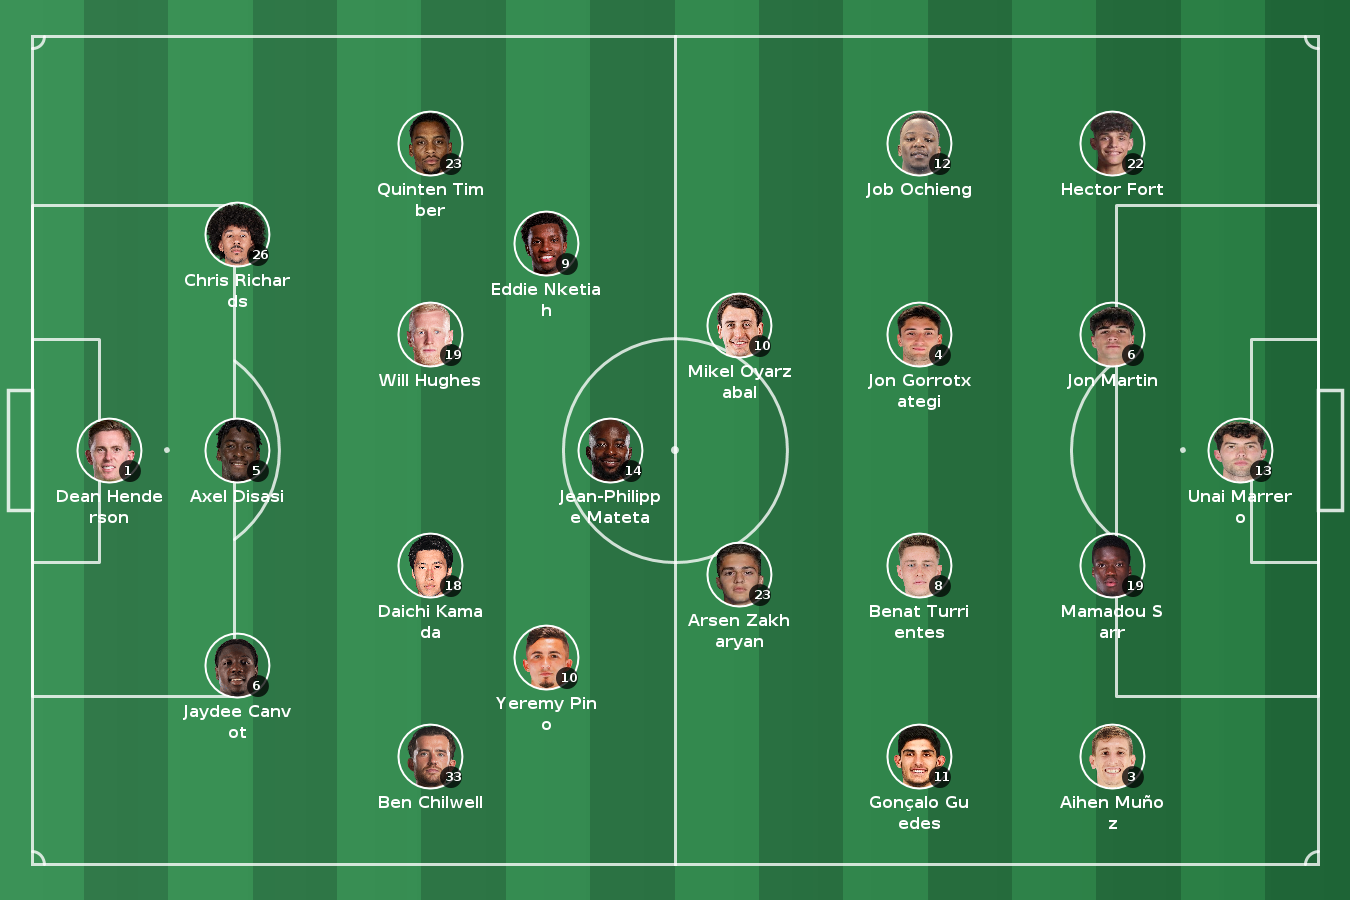 23
Quinten Tim
ber
12
Job Ochieng
22
Hector Fort
26
Chris Richar
ds
9
Eddie Nketia
h
19
Will Hughes
10
Mikel Oyarz
abal
4
Jon Gorrotx
ategi
6
Jon Martin
1
Dean Hende
rson
5
Axel Disasi
14
Jean-Philipp
e Mateta
13
Unai Marrer
o
18
Daichi Kama
da
23
Arsen Zakh
aryan
8
Benat Turri
entes
19
Mamadou S
arr
6
Jaydee Canv
ot
10
Yeremy Pin
o
33
Ben Chilwell
11
Gonçalo Gu
edes
3
Aihen Muño
z